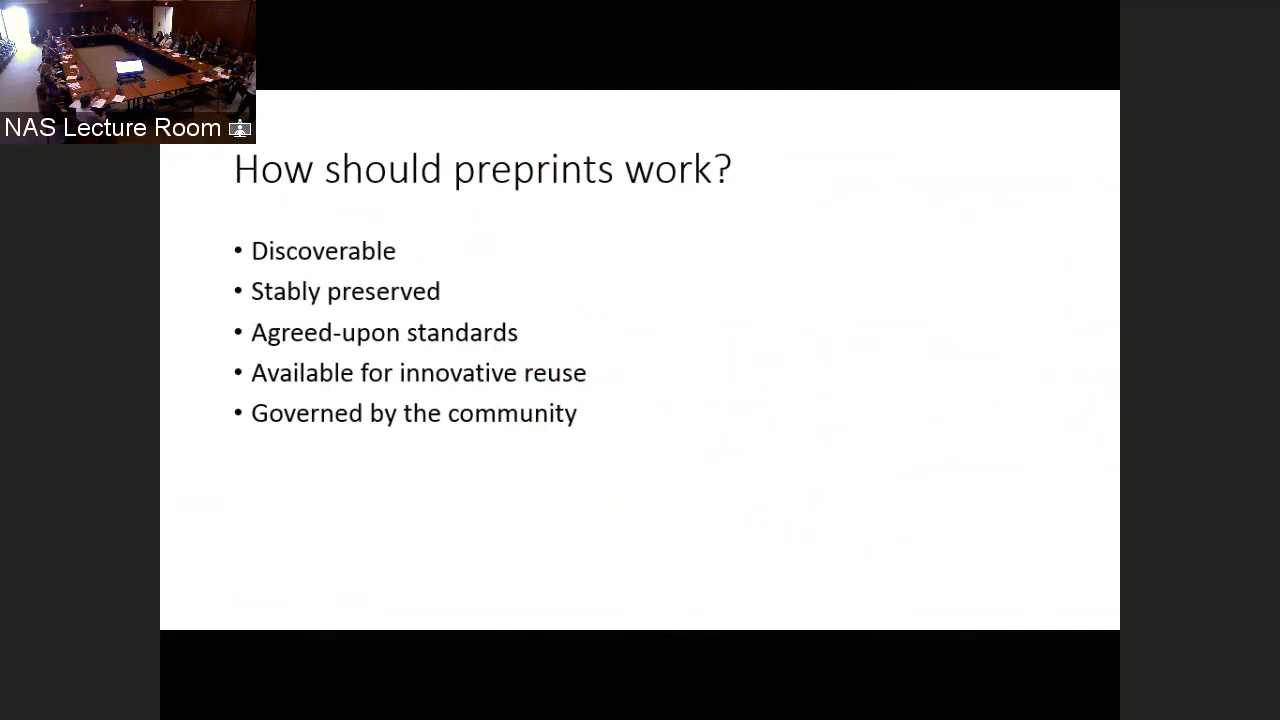 NAS Lecture Room
How should preprints work?
• Discoverable
• Stably preserved
• Agreed-upon standards
• Available for innovative reuse
• Governed by the community